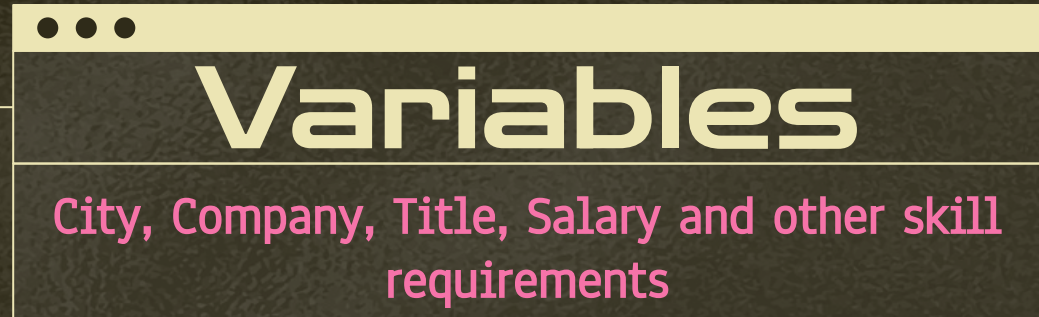 Variables
City, Company, Title, Salary and other skill
requirements